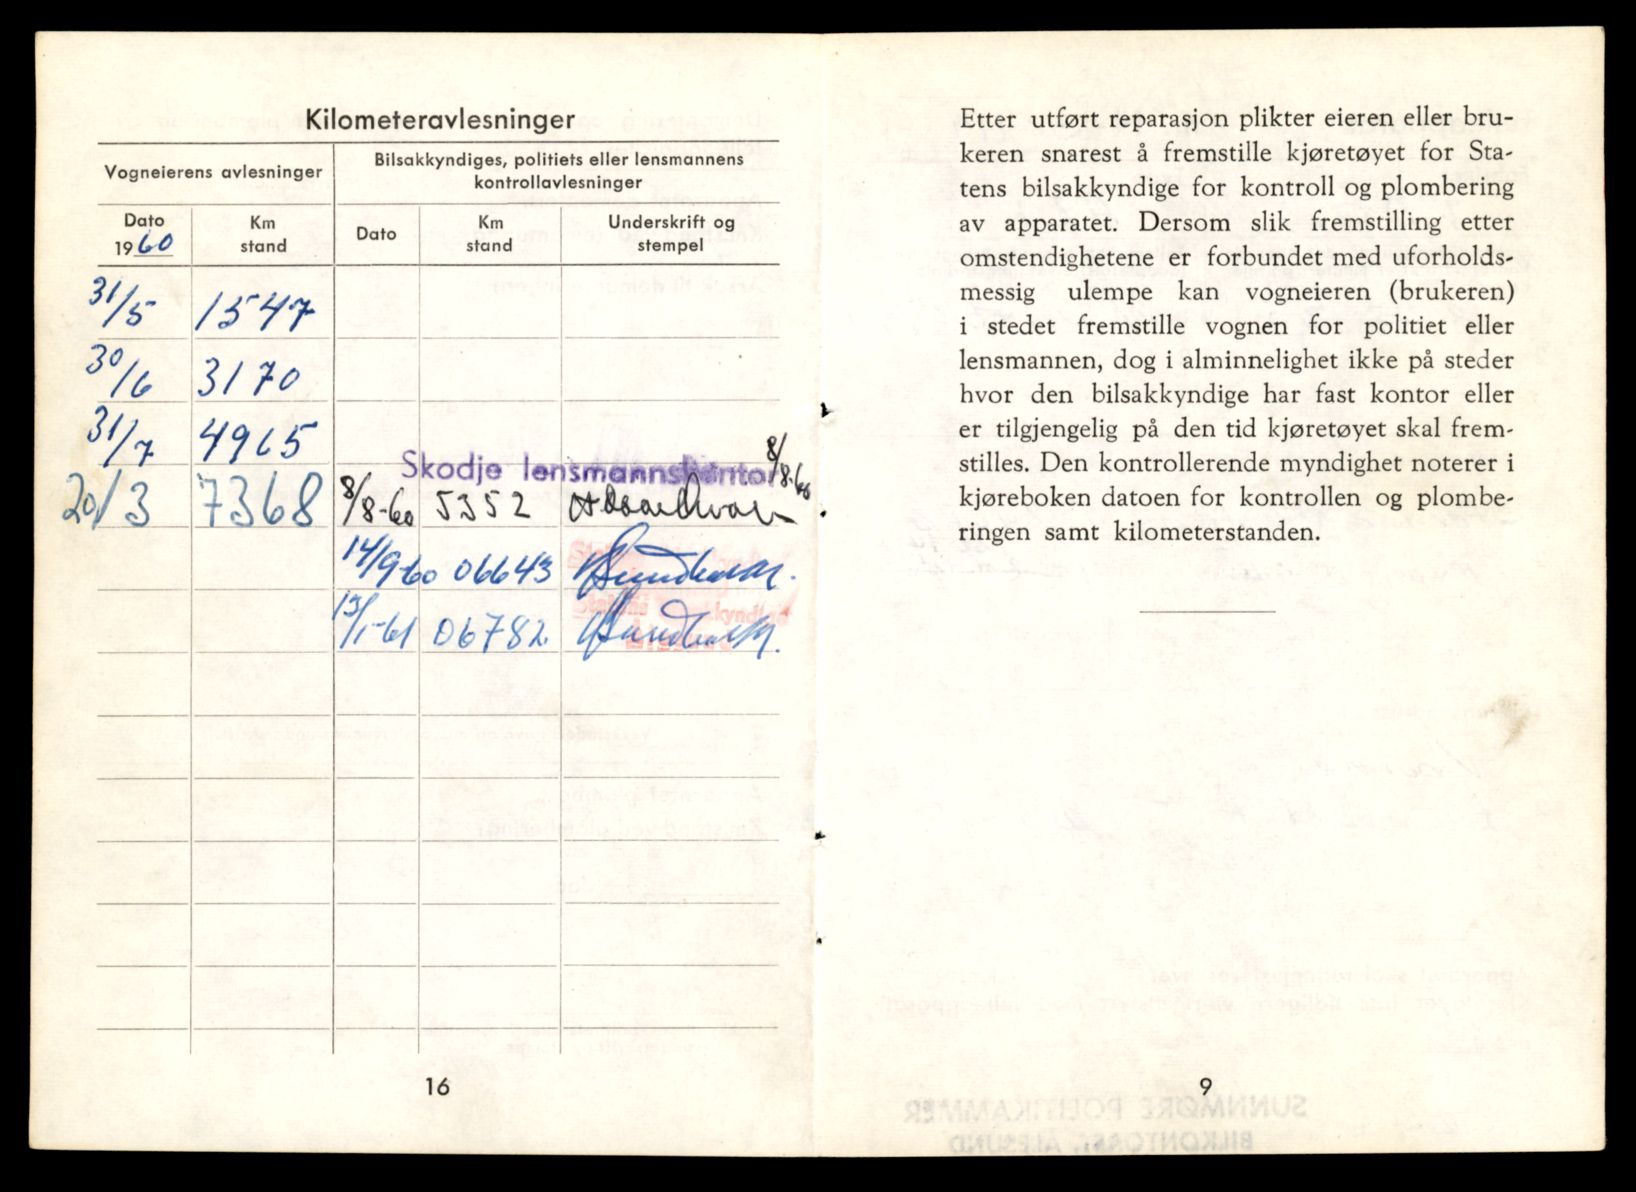 Kilometeravlesninger
Vogneierens avlesninger
Bilsakkyndiges, politiets eller lensmannens
kontrollavlesninger
Dato
1960
Km
stand
Dato
Km
stand
Underskrift og
stempel
31/5 1547
30/6 3170
31/7 4965
Skodje lensmannskontor 8/8-60
20/3 7368 8/8-60 5352
14/9-60 06643
13/1-61 06782
16
Etter utført reparasjon plikter eieren eller bru-
keren snarest å fremstille kjøretøyet for Sta-
tens bilsakkyndige for kontroll og plombering
av apparatet. Dersom slik fremstilling etter
omstendighetene er forbundet med uforholds-
messig ulempe kan vogneieren (brukeren)
i stedet fremstille vognen for politiet eller
lensmannen, dog i alminnelighet ikke på steder
hvor den bilsakkyndige har fast kontor eller
er tilgjengelig på den tid kjøretøyet skal frem-
stilles. Den kontrollerende myndighet noterer i
kjøreboken datoen for kontrollen og plombe-
ringen samt kilometerstanden.
9
SUNNMØRE POLITIKAMMER
BILKONTORET, ÅLESUND